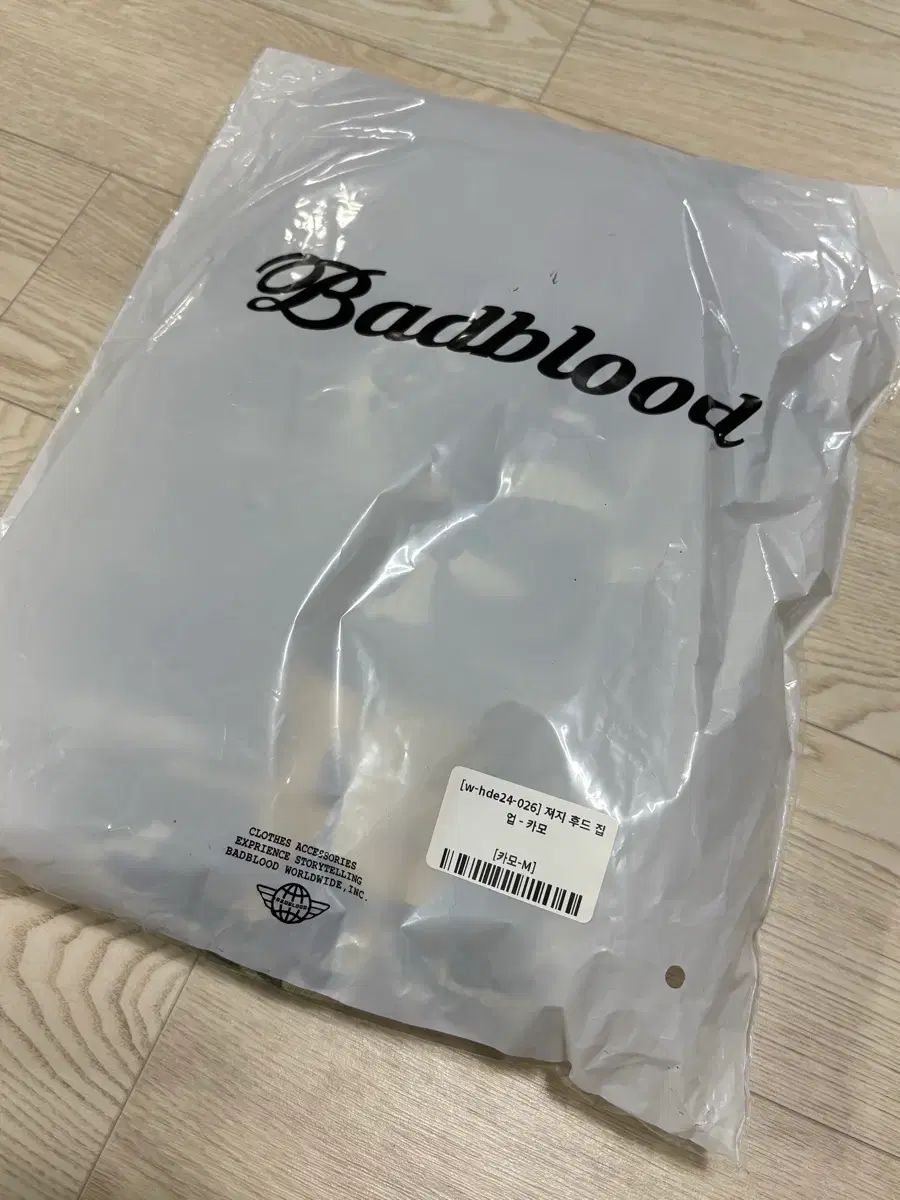 Badblood
[w-hde24-026] 져지 후드 집
업 - 카모
[카모-M]
CLOTHES ACCESSORIES
EXPRIENCE STORYTELLING
BADBLOOD WORLDWIDE, INC.
BADBLOOD